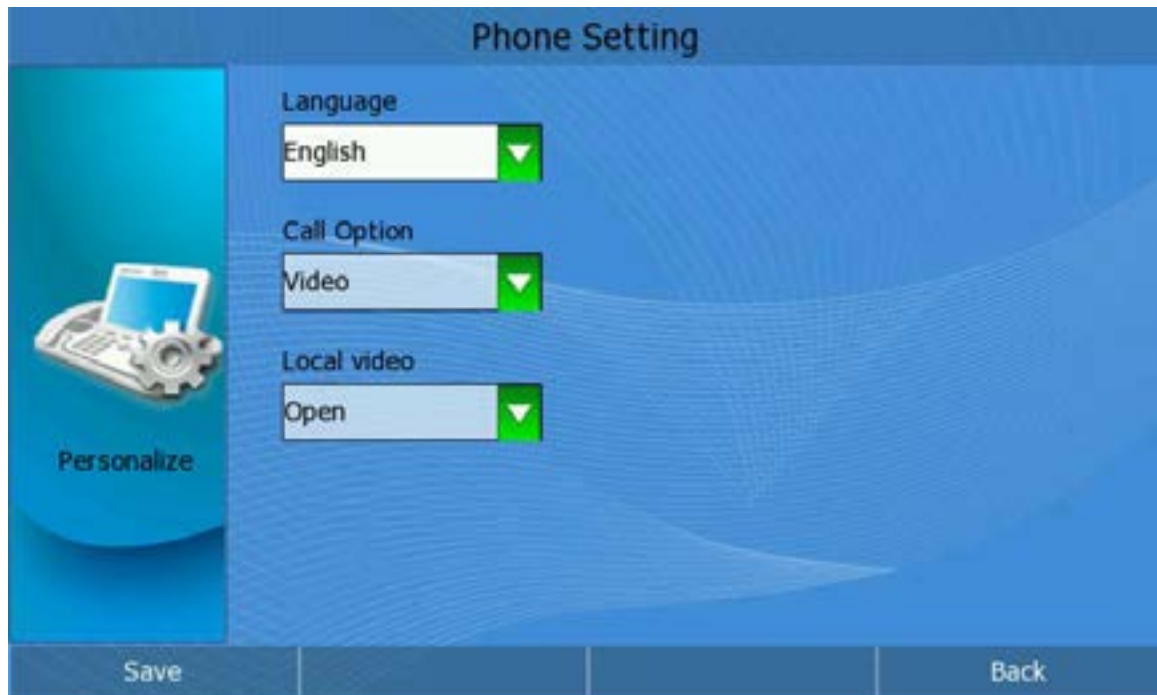 Phone Setting
Language
English
Call Option
Video
Local video
Open
Personalize
Save
Back